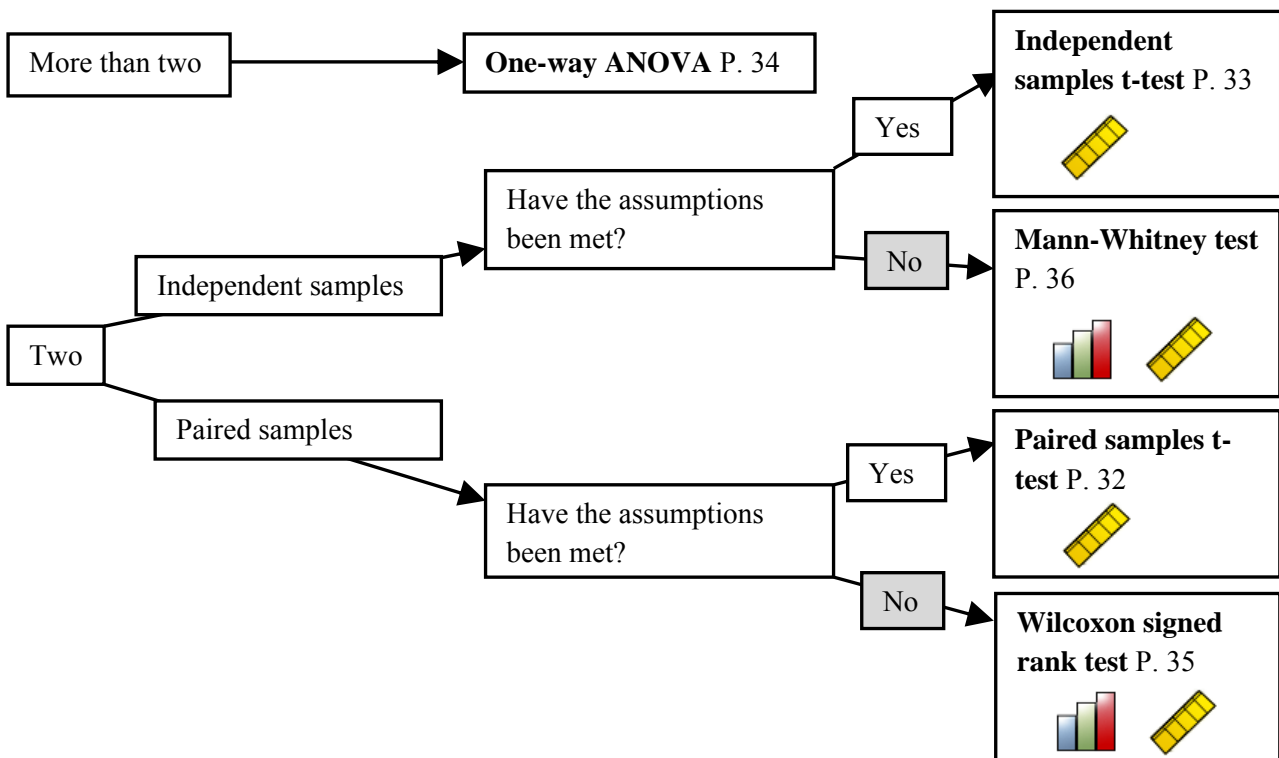 More than two
One-way ANOVA P. 34
Independent
samples t-test P. 33
Yes
Have the assumptions
been met?
No
Mann-Whitney test
P. 36
Independent samples
Two
Paired samples
Yes
Paired samples t-
test P. 32
Have the assumptions
been met?
No
Wilcoxon signed
rank test P. 35